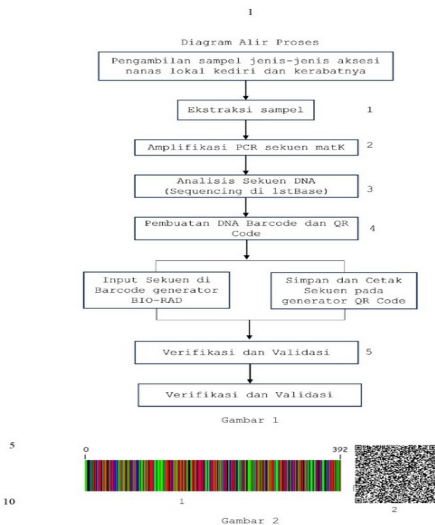 1
Diagram Alir Proses
Pengambilan sampel jenis-jenis aksesi
nanas lokal kediri dan kerabatnya
Ekstraksi sampel
1
Amplifikasi PCR sekuen matK
2
Analisis Sekuen DNA
(Sequencing di 1stBase)
3
Pembuatan DNA Barcode dan QR
Code
4
Input Sekuen di
Barcode generator
BIO-RAD
Simpan dan Cetak
Sekuen pada
generator QR Code
Verifikasi dan Validasi
5
Verifikasi dan Validasi
Gambar 1
5
0
392
10
1
2
Gambar 2